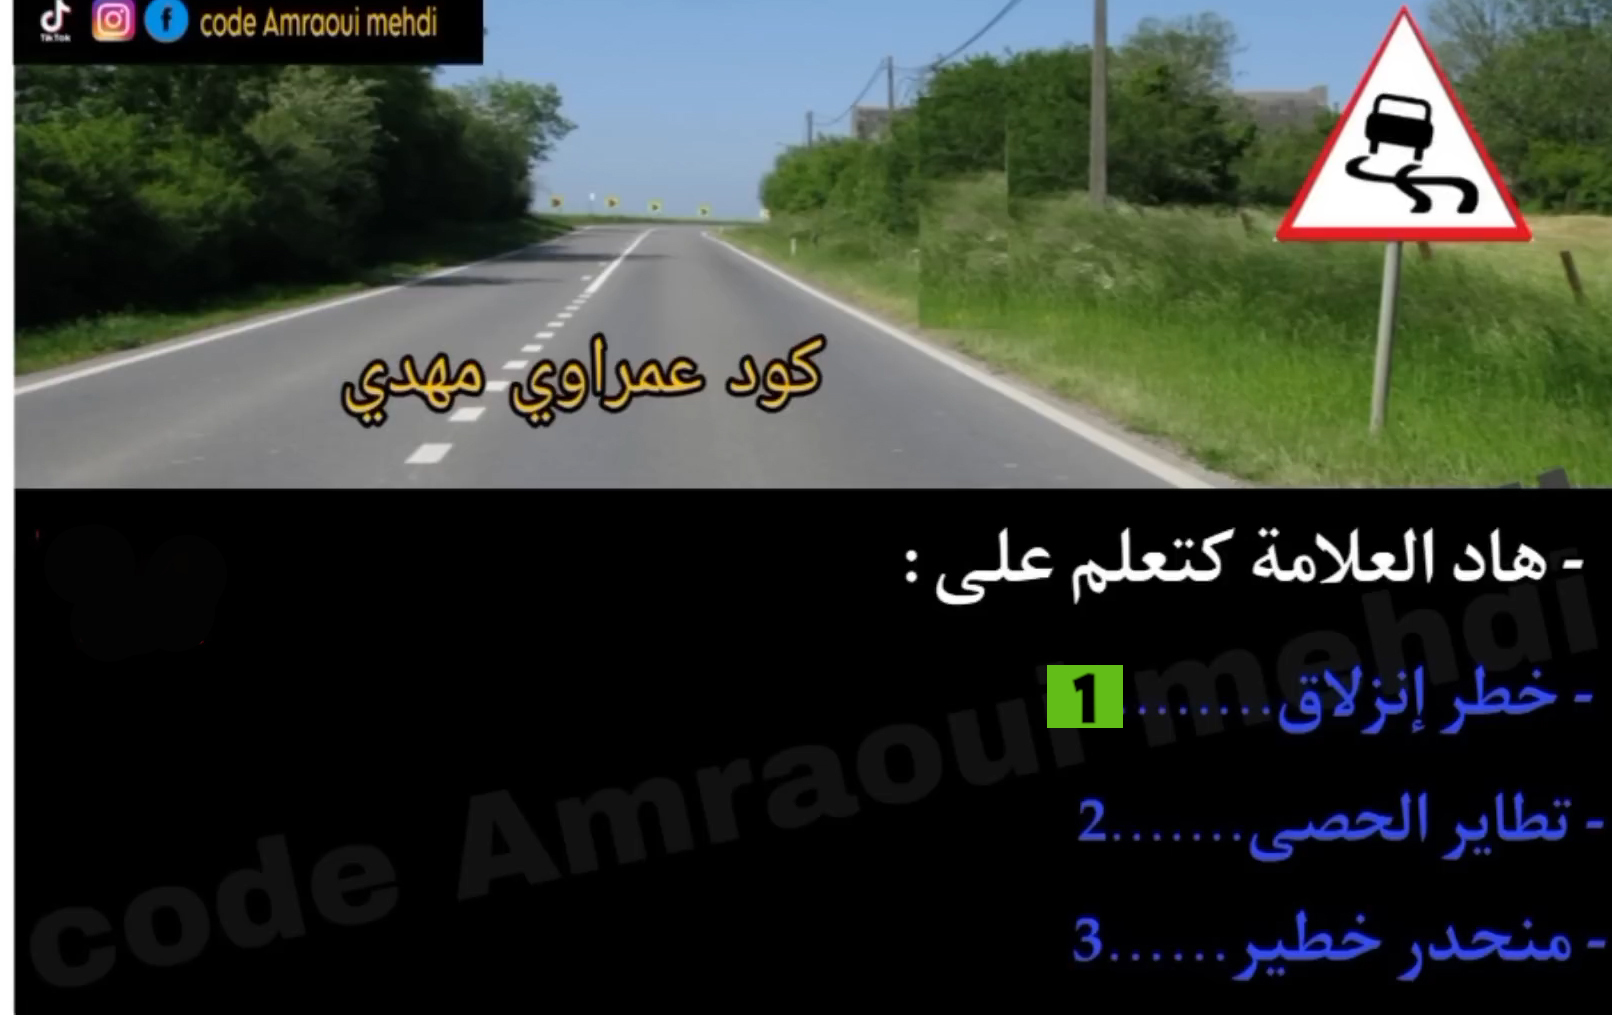 TikTok
code Amraoui mehdi
كود عمراوي مهدي
- هاد العلامة كتعلم على :
- خطر إنزلاق........1
- تطاير الحصى.......2
- منحدر خطير......3
code Amraoui mehdi